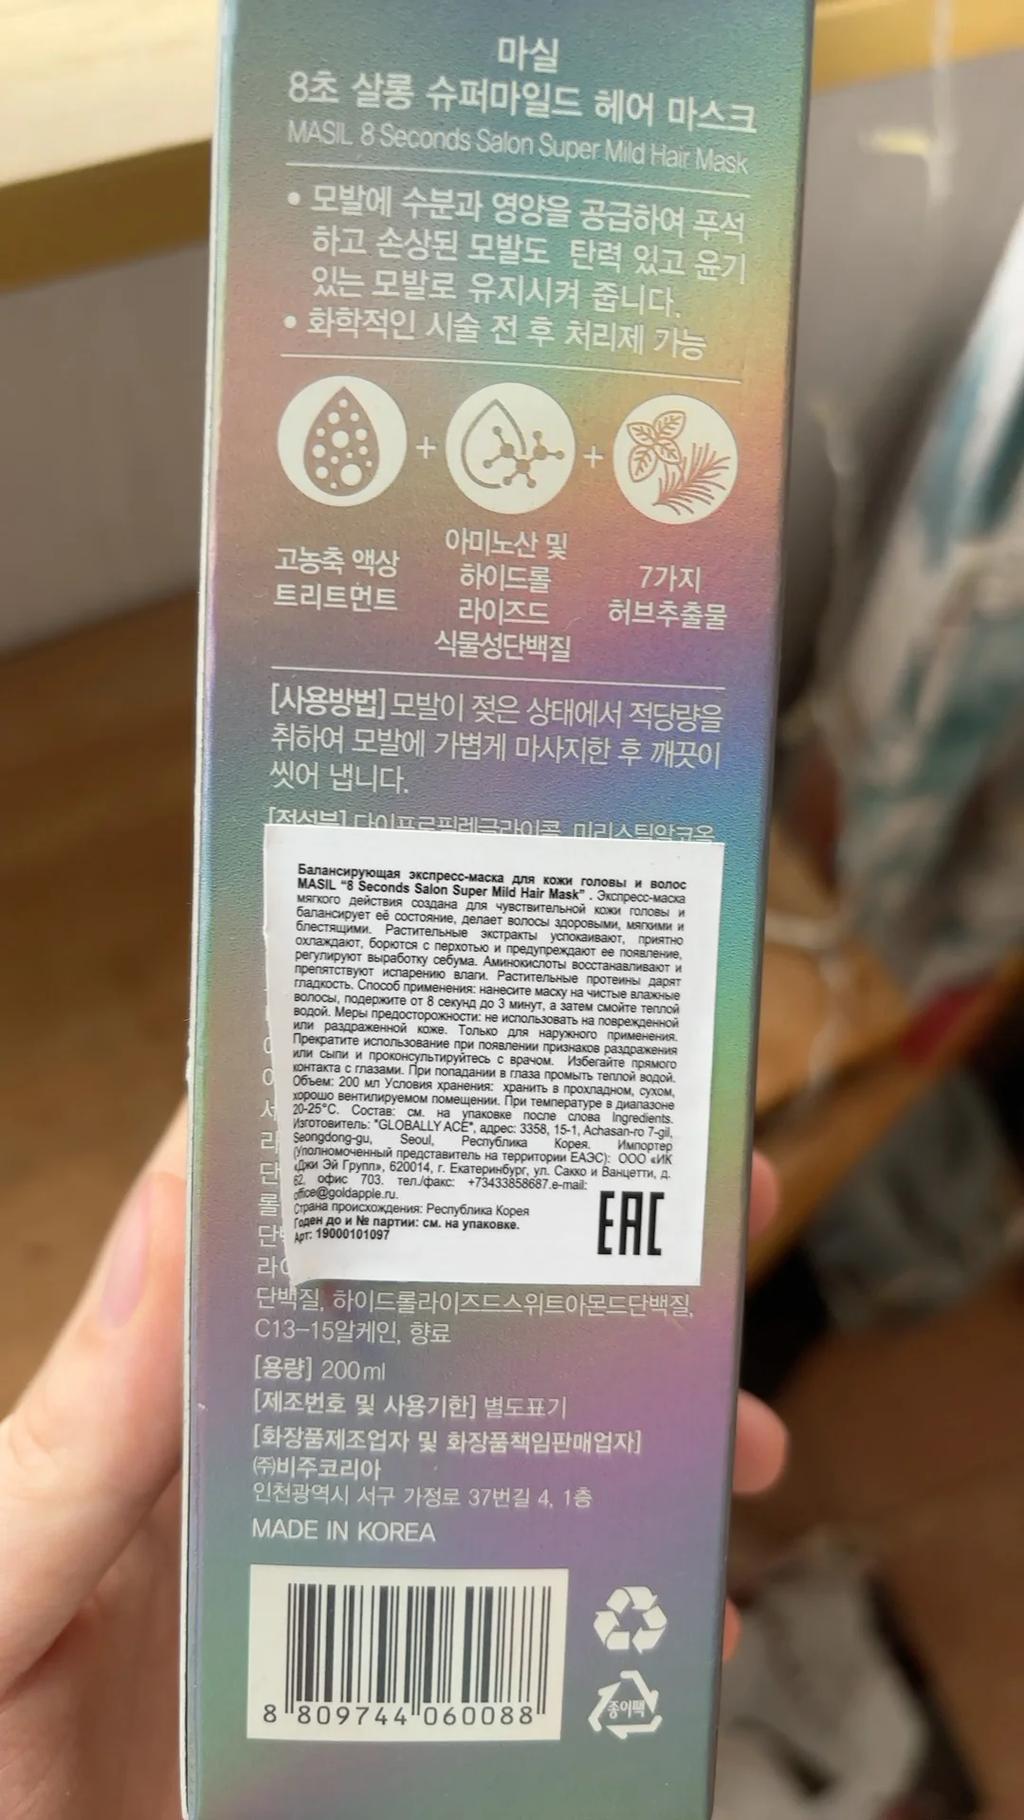 마실
8초 살롱 슈퍼마일드 헤어 마스크
MASIL 8 Seconds Salon Super Mild Hair Mask
• 모발에 수분과 영양을 공급하여 푸석
하고 손상된 모발도 탄력 있고 윤기
있는 모발로 유지시켜 줍니다.
• 화학적인 시술 전 후 처리제 가능
+ +
고농축 액상
트리트먼트
아미노산 및
하이드롤
라이즈드
식물성단백질
7가지
허브추출물
[사용방법] 모발이 젖은 상태에서 적당량을
취하여 모발에 가볍게 마사지한 후 깨끗이
씻어 냅니다.
[전성분] 다이프로필렌글라이콜, 미리스틸알코올,
Балансирующая экспресс-маска для кожи головы и волос
MASIL “8 Seconds Salon Super Mild Hair Mask” . Экспресс-маска
мягкого действия создана для чувствительной кожи головы и
балансирует её состояние, делает волосы здоровыми, мягкими и
блестящими. Растительные экстракты успокаивают, приятно
охлаждают, борются с перхотью и предупреждают ее появление,
регулируют выработку себума. Аминокислоты восстанавливают и
препятствуют испарению влаги. Растительные протеины дарят
гладкость. Способ применения: нанесите маску на чистые влажные
волосы, подержите от 8 секунд до 3 минут, а затем смойте теплой
водой. Меры предосторожности: не использовать на поврежденной
или раздраженной коже. Только для наружного применения.
Прекратите использование при появлении признаков раздражения
или сыпи и проконсультируйтесь с врачом. Избегайте прямого
контакта с глазами. При попадании в глаза промыть теплой водой.
Объем: 200 мл Условия хранения: хранить в прохладном, сухом,
хорошо вентилируемом помещении. При температуре в диапазоне
20-25°C. Состав: см. на упаковке после слова Ingredients.
Изготовитель: "GLOBALLY ACE", адрес: 3358, 15-1, Achasan-ro 7-gil,
Seongdong-gu, Seoul, Республика Корея. Импортер
(Уполномоченный представитель на территории ЕАЭС): ООО «ИК
«Джи Эй Групп», 620014, г. Екатеринбург, ул. Сакко и Ванцетти, д.
62, офис 703. тел./факс: +73433858687.e-mail:
office@goldapple.ru.
Страна происхождения: Республика Корея
Годен до и № партии: см. на упаковке.
Арт: 19000101097
EAC
단백질, 하이드롤라이즈드스위트아몬드단백질,
C13-15알케인, 향료
[용량] 200ml
[제조번호 및 사용기한] 별도표기
[화장품제조업자 및 화장품책임판매업자]
㈜비주코리아
인천광역시 서구 가정로 37번길 4, 1층
MADE IN KOREA
8 809744 060088
종이팩